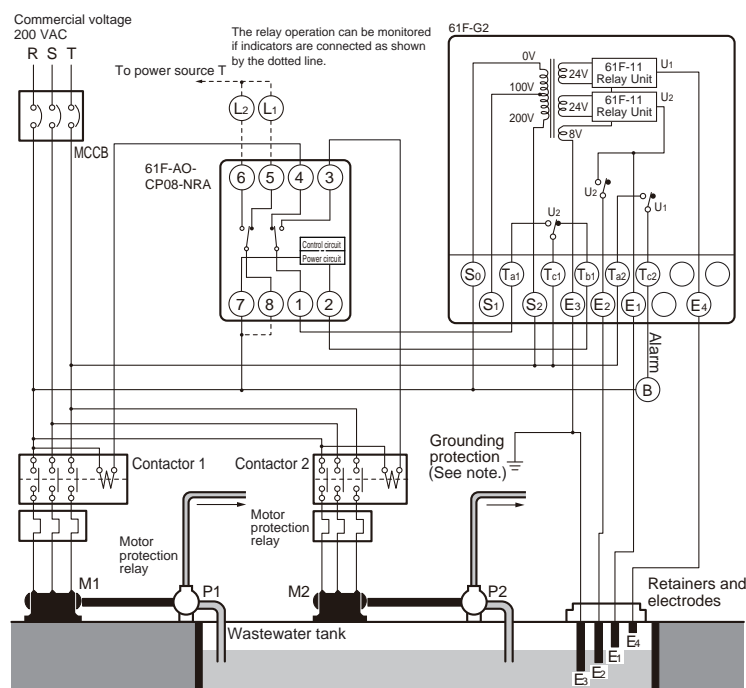 Commercial voltage
200 VAC
R S T
The relay operation can be monitored
if indicators are connected as shown
by the dotted line.
To power source T
L2 L1
MCCB
61F-AO-
CP08-NRA
6 5 4 3
Control circuit
Power circuit
7 8 1 2
61F-G2
0V
100V
200V
24V
61F-11
Relay Unit
U1
24V
61F-11
Relay Unit
U2
8V
U2
U2
U1
S0 Ta1 Tc1 Tb1 Ta2 Tc2
S1 S2 E3 E2 E1 E4
Alarm
B
Contactor 1
Contactor 2
Grounding
protection
(See note.)
Motor
protection
relay
Motor
protection
relay
M1
P1
M2
P2
Retainers and
electrodes
Wastewater tank
E3 E2 E1 E4